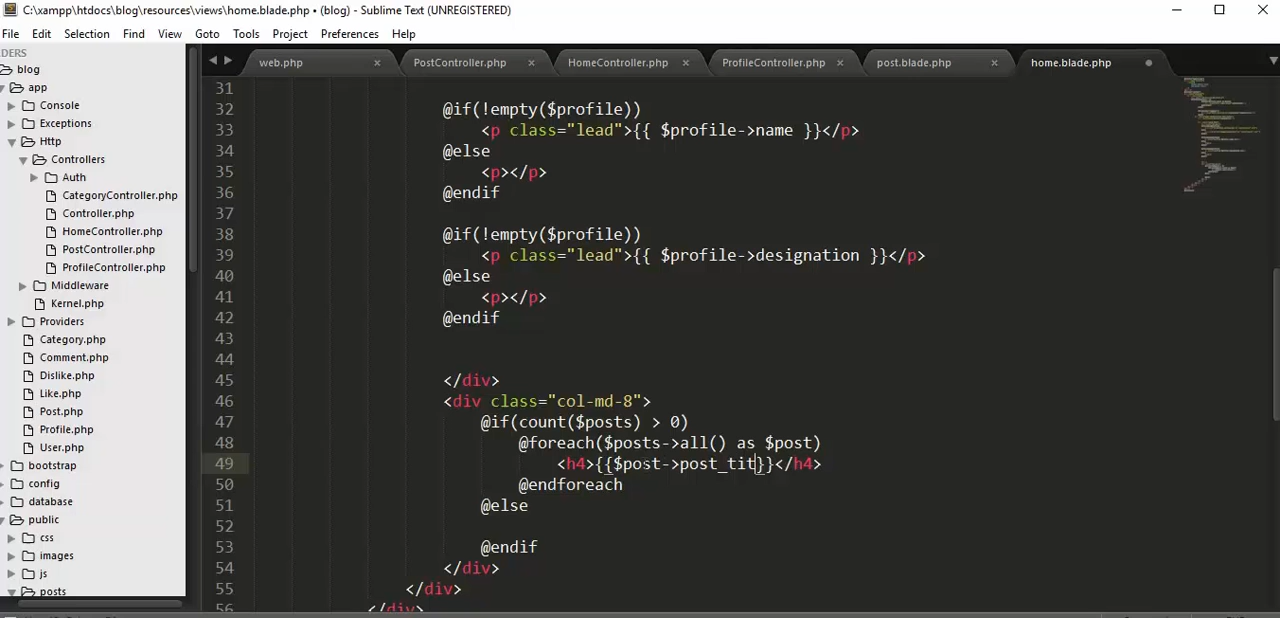 C:\xampp\htdocs\blog\resources\views\home.blade.php • (blog) - Sublime Text (UNREGISTERED)
File Edit Selection Find View Goto Tools Project Preferences Help
DERS
blog
app
Console
Exceptions
Http
Controllers
Auth
CategoryController.php
Controller.php
HomeController.php
PostController.php
ProfileController.php
Middleware
Kernel.php
Providers
Category.php
Comment.php
Dislike.php
Like.php
Post.php
Profile.php
User.php
bootstrap
config
database
public
css
images
js
posts
web.php PostController.php HomeController.php ProfileController.php post.blade.php home.blade.php
31
32 @if(!empty($profile))
33 <p class="lead">{{ $profile->name }}</p>
34 @else
35 <p></p>
36 @endif
37
38 @if(!empty($profile))
39 <p class="lead">{{ $profile->designation }}</p>
40 @else
41 <p></p>
42 @endif
43
44
45 </div>
46 <div class="col-md-8">
47 @if(count($posts) > 0)
48 @foreach($posts->all() as $post)
49 <h4>{{$post->post_tit}}</h4>
50 @endforeach
51 @else
52
53 @endif
54 </div>
55 </div>
56 </div>